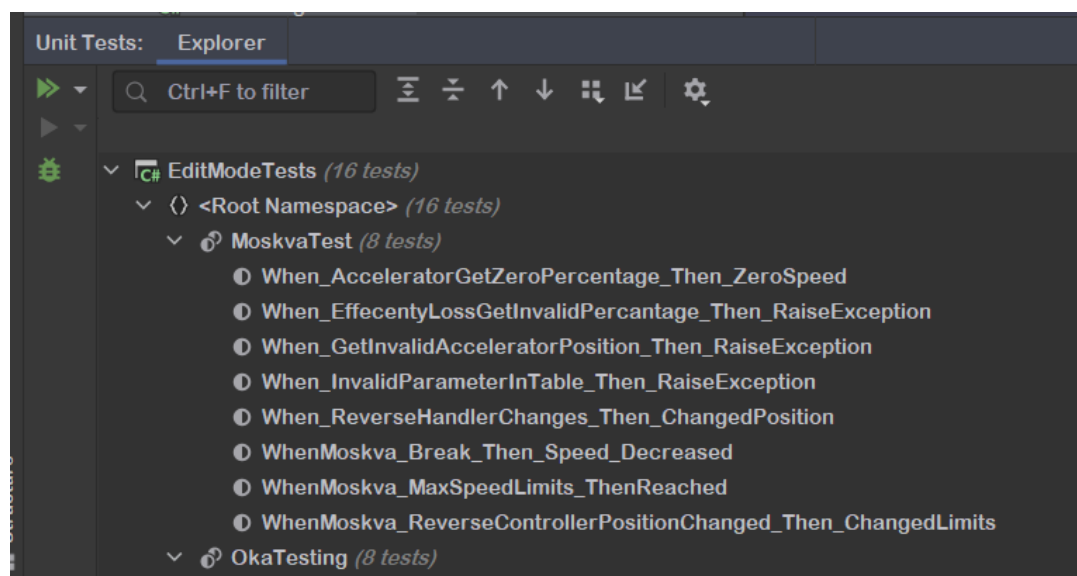 Unit Tests: Explorer
Ctrl+F to filter
C# EditModeTests (16 tests)
<Root Namespace> (16 tests)
MoskvaTest (8 tests)
When_AcceleratorGetZeroPercentage_Then_ZeroSpeed
When_EffecentyLossGetInvalidPercantage_Then_RaiseException
When_GetInvalidAcceleratorPosition_Then_RaiseException
When_InvalidParameterInTable_Then_RaiseException
When_ReverseHandlerChanges_Then_ChangedPosition
WhenMoskva_Break_Then_Speed_Decreased
WhenMoskva_MaxSpeedLimits_ThenReached
WhenMoskva_ReverseControllerPositionChanged_Then_ChangedLimits
OkaTesting (8 tests)